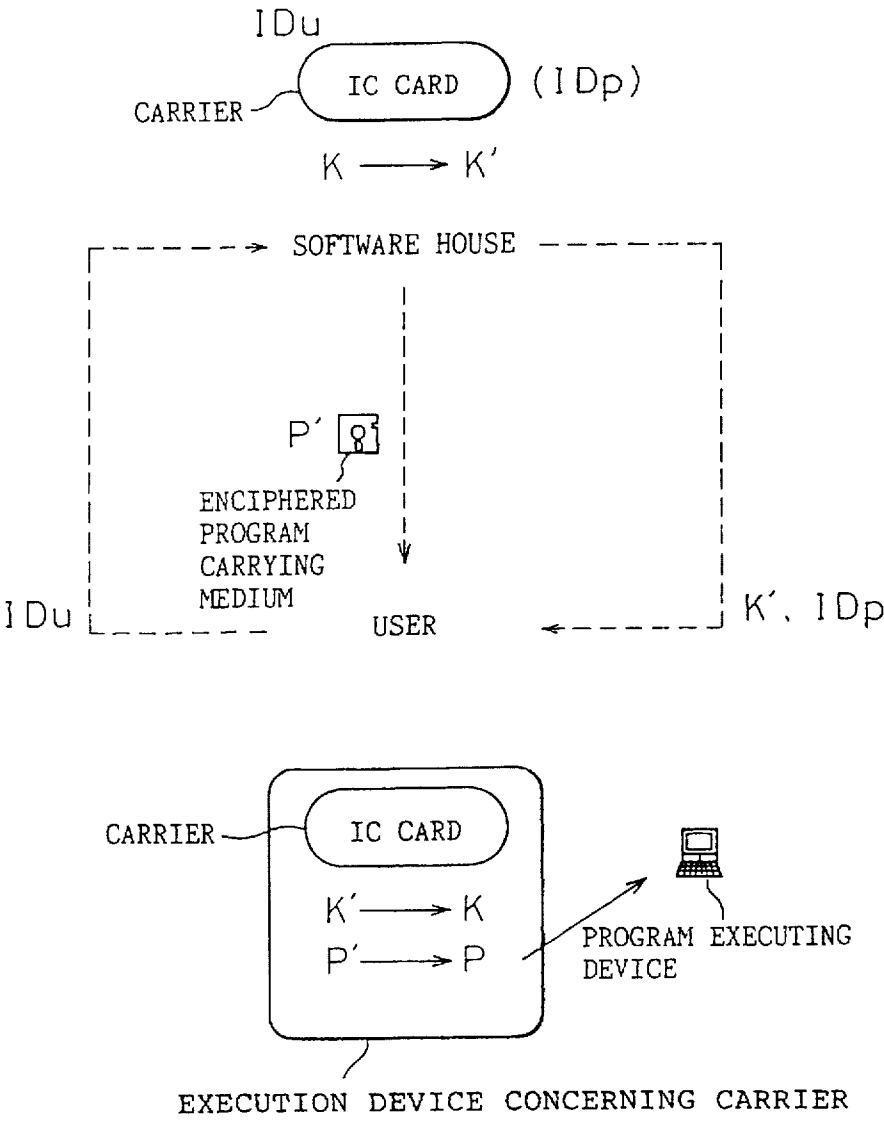 IDu
IC CARD
(IDp)
CARRIER
K → K′
SOFTWARE HOUSE
P′
ENCIPHERED
PROGRAM
CARRYING
MEDIUM
IDu
USER
K′, IDp
CARRIER
IC CARD
K′ → K
P′ → P
PROGRAM EXECUTING
DEVICE
EXECUTION DEVICE CONCERNING CARRIER